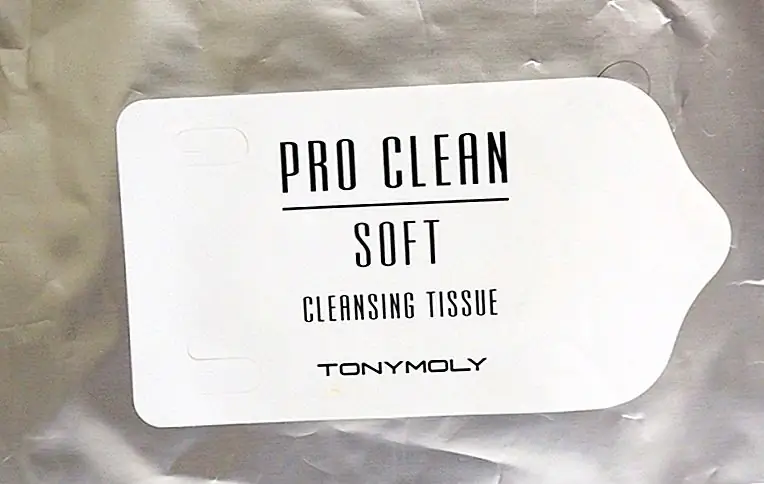 PRO CLEAN
SOFT
CLEANSING TISSUE
TONYMOLY